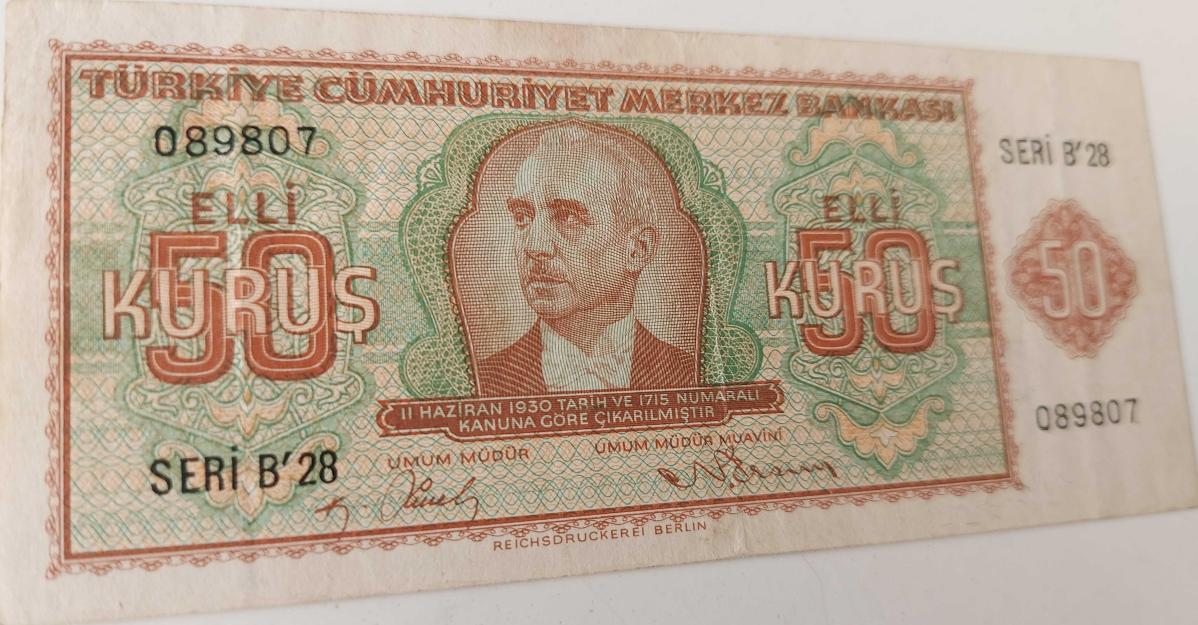 TÜRKİYE CÜMHURİYET MERKEZ BANKASI
089807
SERİ B'28
ELLİ
50
KURUŞ
ELLİ
50
KURUŞ
50
11 HAZİRAN 1930 TARİH VE 1715 NUMARALI
KANUNA GÖRE ÇIKARILMIŞTIR
089807
SERİ B'28
UMUM MÜDÜR
UMUM MÜDÜR MUAVİNİ
REICHSDRUCKEREI BERLIN